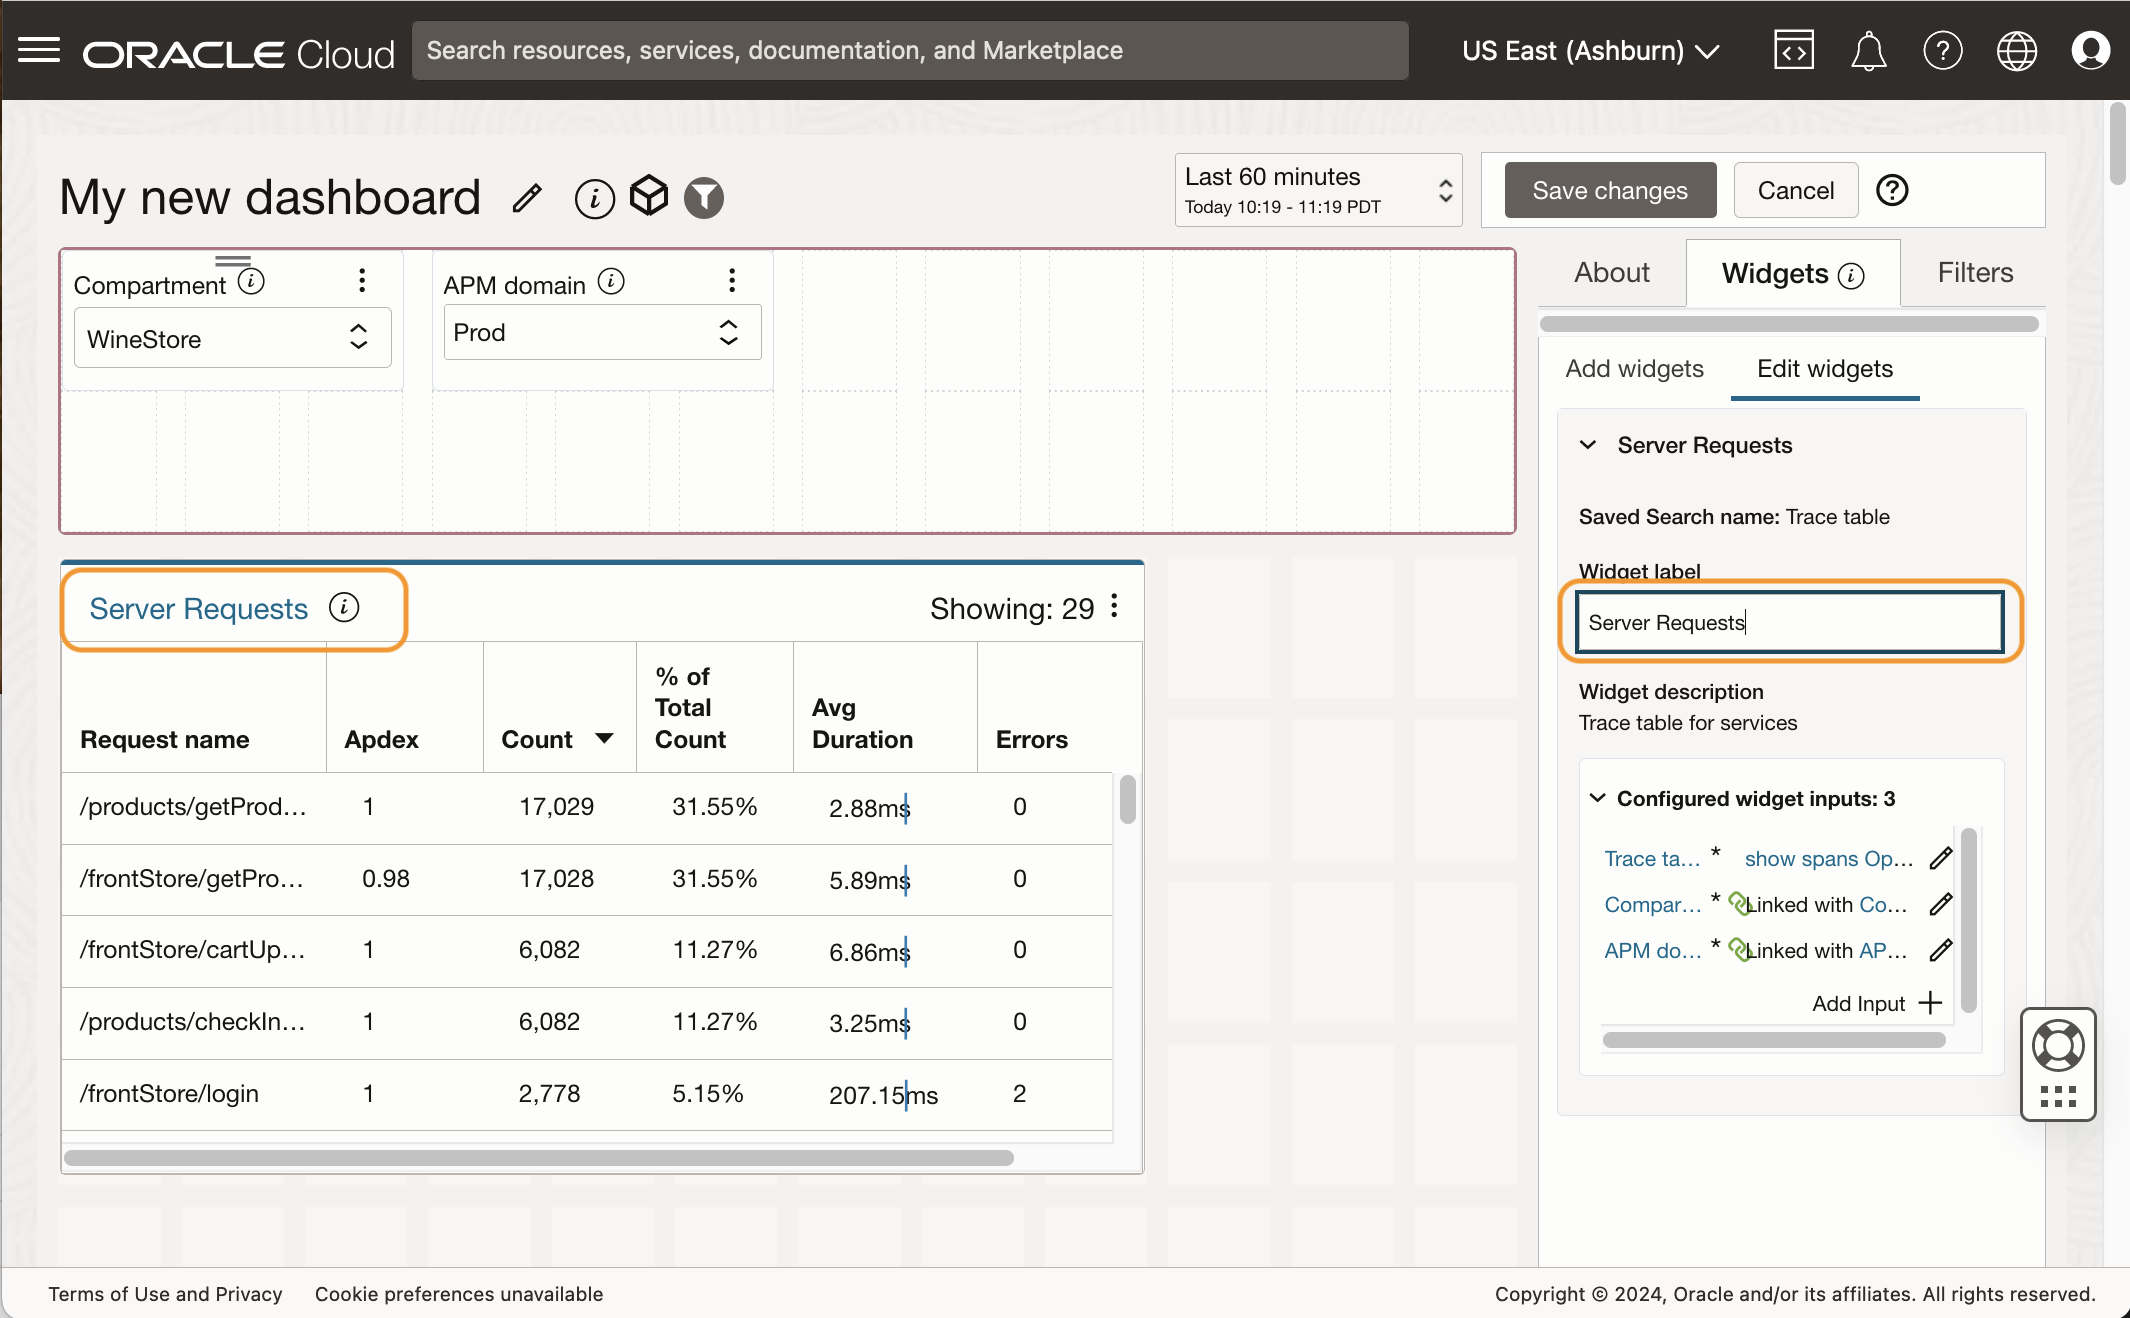 ORACLE Cloud
Search resources, services, documentation, and Marketplace
US East (Ashburn)
My new dashboard
Last 60 minutes
Today 10:19 - 11:19 PDT
Save changes
Cancel
Compartment
WineStore
APM domain
Prod
About
Widgets
Filters
Add widgets
Edit widgets
Server Requests
Saved Search name: Trace table
Widget label
Server Requests
Widget description
Trace table for services
Configured widget inputs: 3
Trace ta... * show spans Op...
Compar... * Linked with Co...
APM do... * Linked with AP...
Add Input
Server Requests
Showing: 29
Request name Apdex Count % of Total Count Avg Duration Errors
/products/getProd... 1 17,029 31.55% 2.88ms 0
/frontStore/getPro... 0.98 17,028 31.55% 5.89ms 0
/frontStore/cartUp... 1 6,082 11.27% 6.86ms 0
/products/checkIn... 1 6,082 11.27% 3.25ms 0
/frontStore/login 1 2,778 5.15% 207.15ms 2
Terms of Use and Privacy
Cookie preferences unavailable
Copyright © 2024, Oracle and/or its affiliates. All rights reserved.